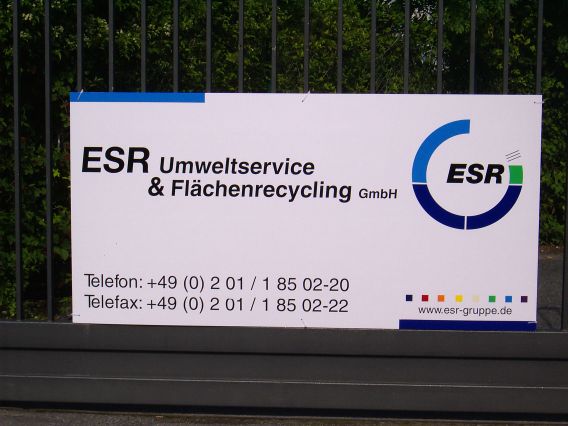 ESR Umweltservice
& Flächenrecycling GmbH
ESR
Telefon: +49 (0) 2 01 / 1 85 02-20
Telefax: +49 (0) 2 01 / 1 85 02-22
www.esr-gruppe.de